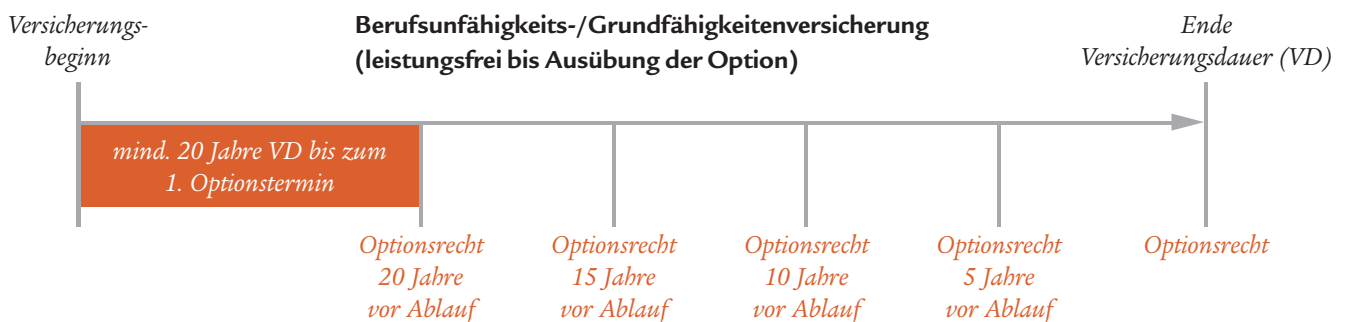 Versicherungs-
beginn
Berufsunfähigkeits-/Grundfähigkeitenversicherung
(leistungsfrei bis Ausübung der Option)
Ende
Versicherungsdauer (VD)
mind. 20 Jahre VD bis zum
1. Optionstermin
Optionsrecht
20 Jahre
vor Ablauf
Optionsrecht
15 Jahre
vor Ablauf
Optionsrecht
10 Jahre
vor Ablauf
Optionsrecht
5 Jahre
vor Ablauf
Optionsrecht